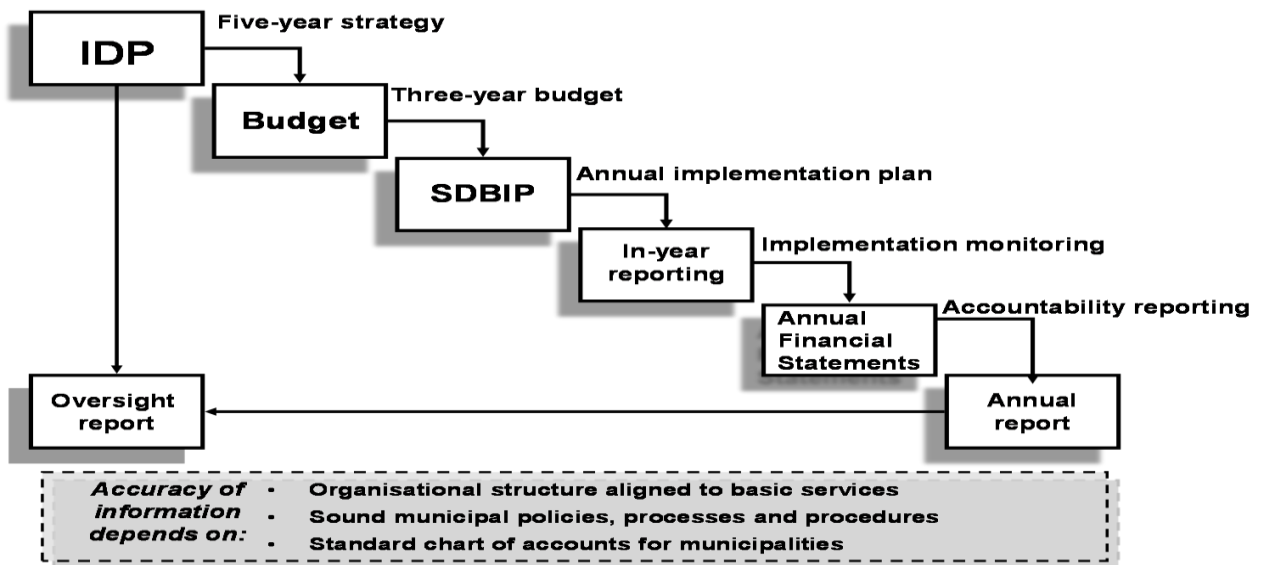 Five-year strategy
IDP
Three-year budget
Budget
Annual implementation plan
SDBIP
Implementation monitoring
In-year
reporting
Accountability reporting
Annual
Financial
Statements
Oversight
report
Annual
report
Accuracy of
information
depends on:
- Organisational structure aligned to basic services
- Sound municipal policies, processes and procedures
- Standard chart of accounts for municipalities